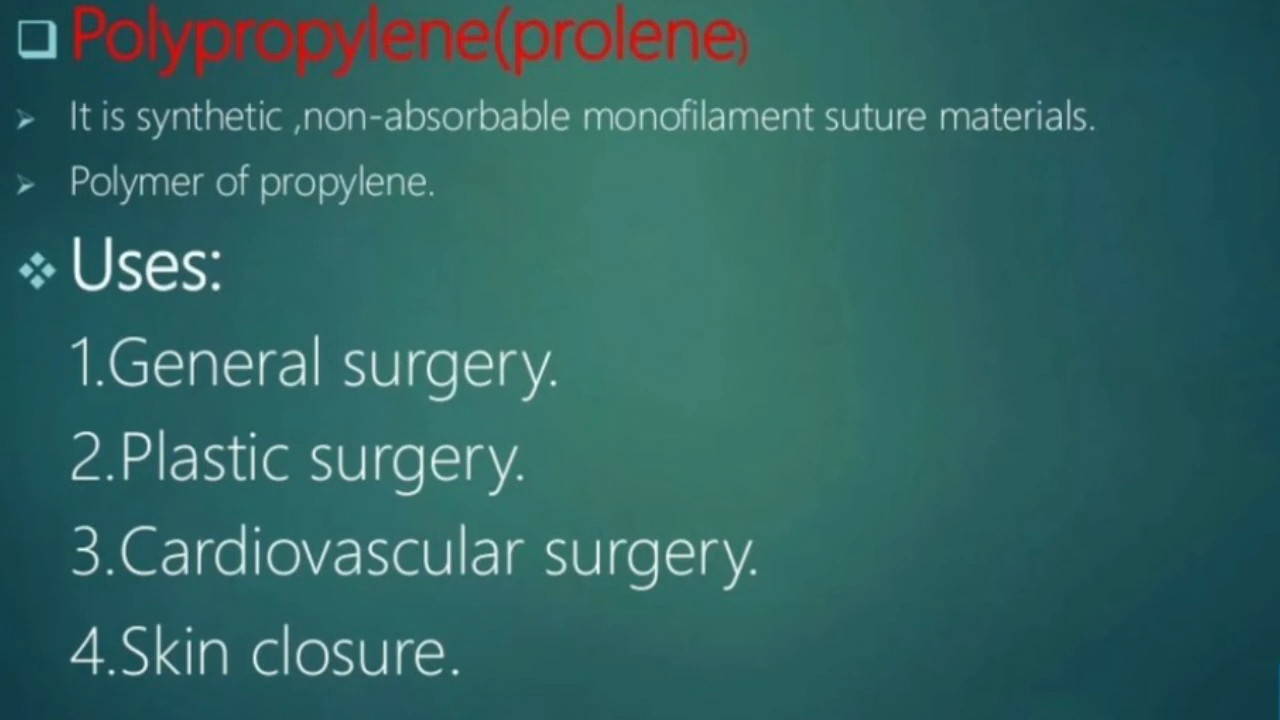 Polypropylene(prolene)
It is synthetic ,non-absorbable monofilament suture materials.
Polymer of propylene.
Uses:
1.General surgery.
2.Plastic surgery.
3.Cardiovascular surgery.
4.Skin closure.